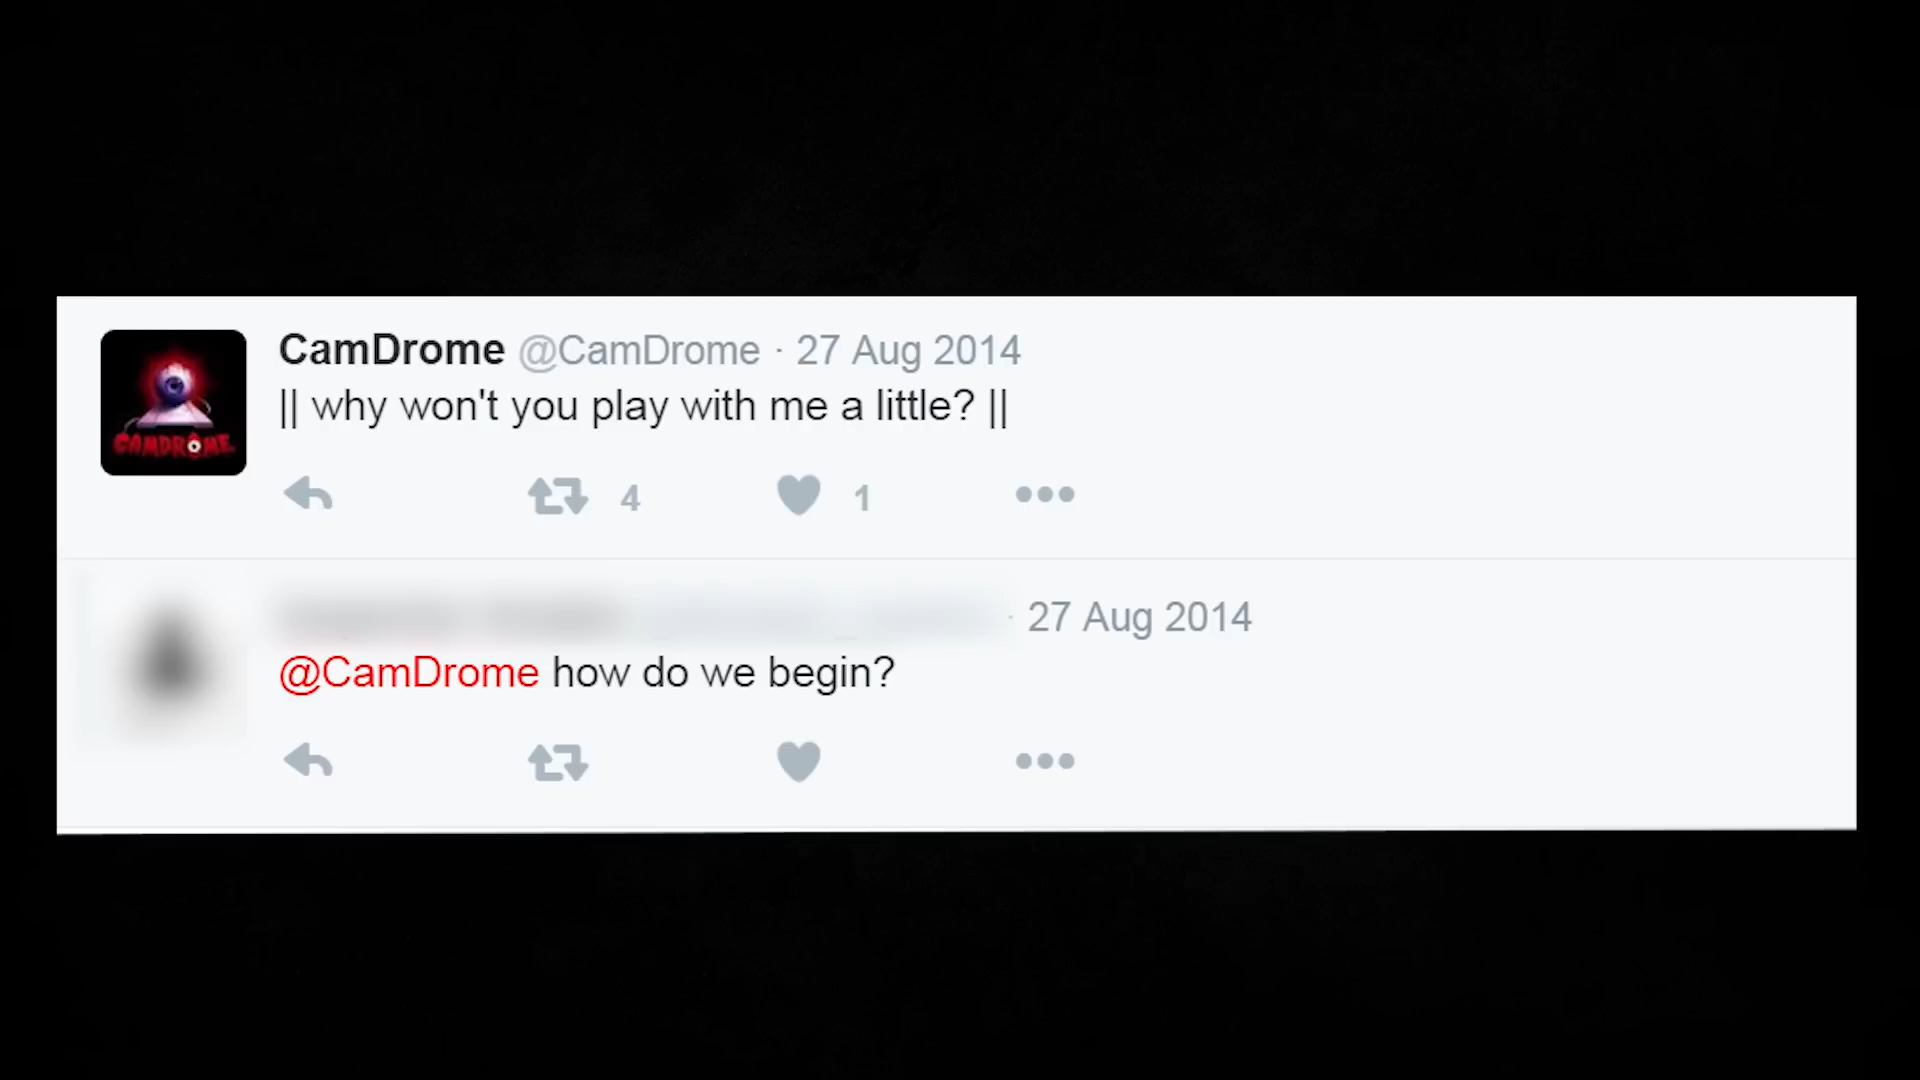 CamDrome @CamDrome · 27 Aug 2014
|| why won't you play with me a little? ||
CAMDROME
4 1
· 27 Aug 2014
@CamDrome how do we begin?